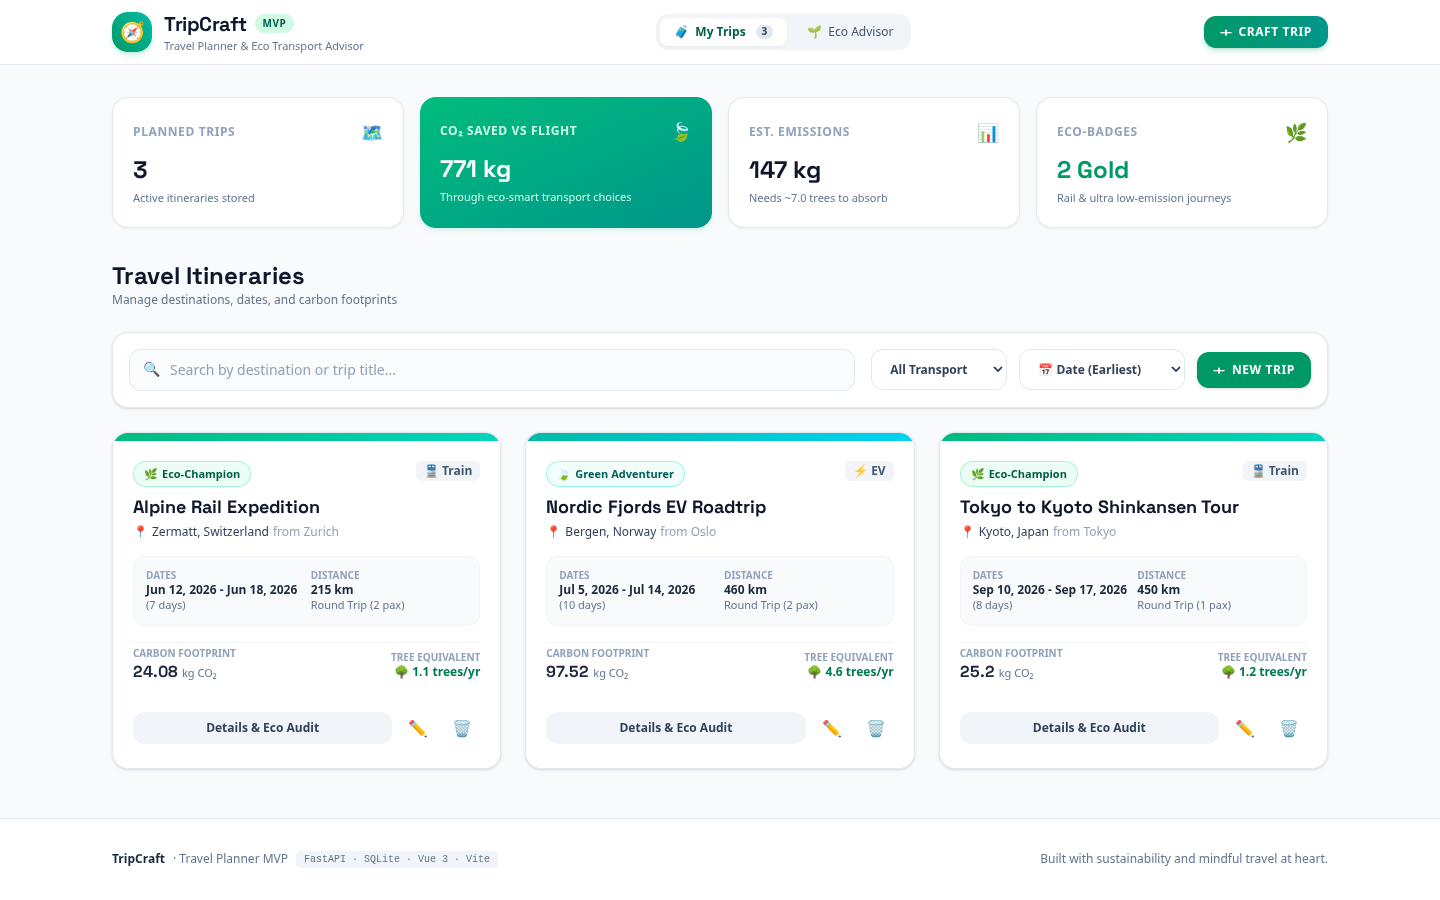 TripCraft MVP
Travel Planner & Eco Transport Advisor
My Trips 3
Eco Advisor
CRAFT TRIP
PLANNED TRIPS
3
Active itineraries stored
CO₂ SAVED VS FLIGHT
771 kg
Through eco-smart transport choices
EST. EMISSIONS
147 kg
Needs ~7.0 trees to absorb
ECO-BADGES
2 Gold
Rail & ultra low-emission journeys
Travel Itineraries
Manage destinations, dates, and carbon footprints
Search by destination or trip title...
All Transport
Date (Earliest)
NEW TRIP
Eco-Champion
Train
Alpine Rail Expedition
Zermatt, Switzerland from Zurich
DATES
Jun 12, 2026 - Jun 18, 2026
(7 days)
DISTANCE
215 km
Round Trip (2 pax)
CARBON FOOTPRINT
24.08 kg CO₂
TREE EQUIVALENT
1.1 trees/yr
Details & Eco Audit
Green Adventurer
EV
Nordic Fjords EV Roadtrip
Bergen, Norway from Oslo
DATES
Jul 5, 2026 - Jul 14, 2026
(10 days)
DISTANCE
460 km
Round Trip (2 pax)
CARBON FOOTPRINT
97.52 kg CO₂
TREE EQUIVALENT
4.6 trees/yr
Details & Eco Audit
Eco-Champion
Train
Tokyo to Kyoto Shinkansen Tour
Kyoto, Japan from Tokyo
DATES
Sep 10, 2026 - Sep 17, 2026
(8 days)
DISTANCE
450 km
Round Trip (1 pax)
CARBON FOOTPRINT
25.2 kg CO₂
TREE EQUIVALENT
1.2 trees/yr
Details & Eco Audit
TripCraft · Travel Planner MVP FastAPI · SQLite · Vue 3 · Vite
Built with sustainability and mindful travel at heart.